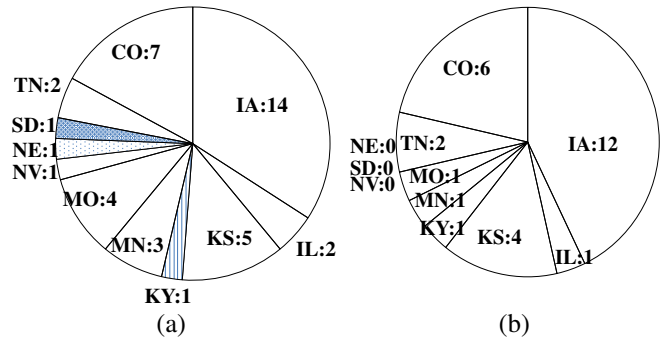 CO:7
IA:14
TN:2
SD:1
NE:1
NV:1
MO:4
MN:3
KY:1
KS:5
IL:2
(a)
CO:6
IA:12
NE:0
TN:2
SD:0
NV:0
MO:1
MN:1
KY:1
KS:4
IL:1
(b)